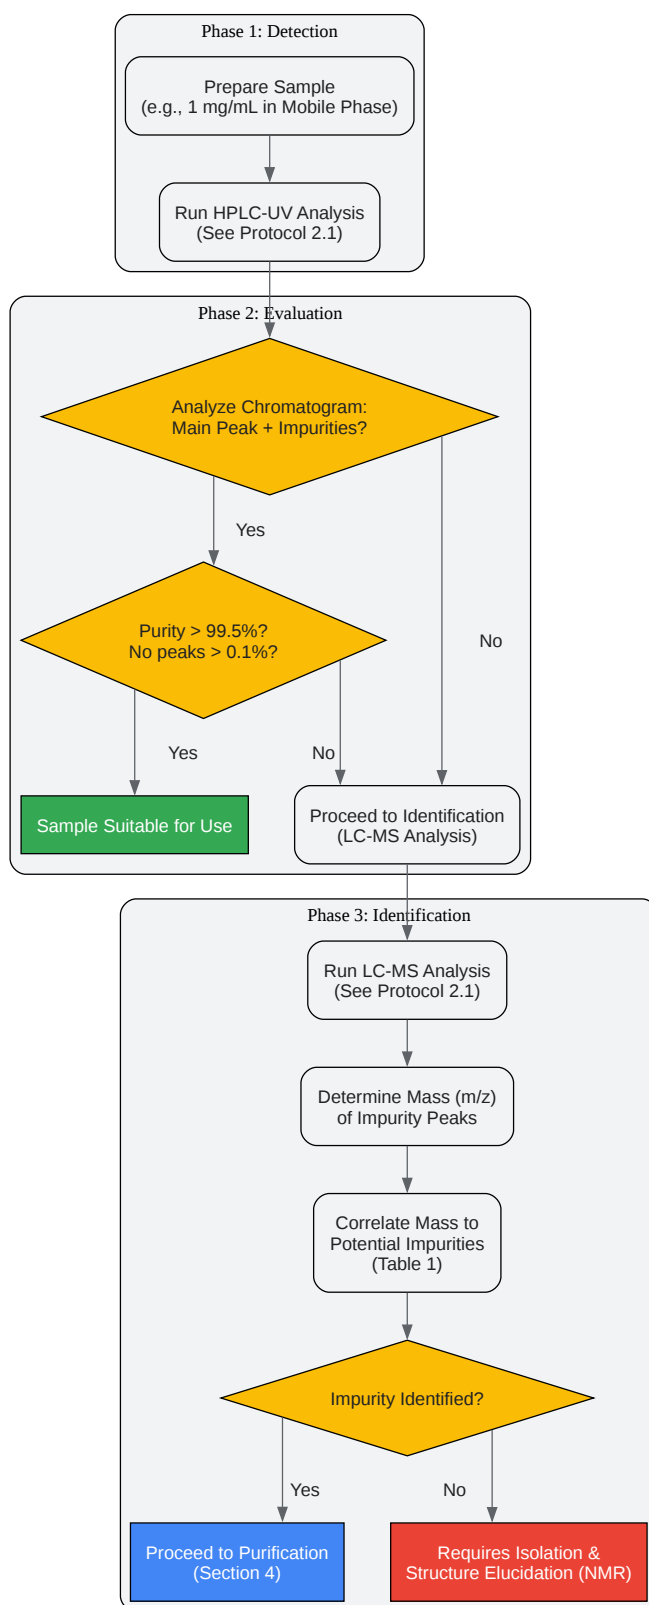 Phase 1: Detection
Prepare Sample
(e.g., 1 mg/mL in Mobile Phase)
Run HPLC-UV Analysis
(See Protocol 2.1)
Phase 2: Evaluation
Analyze Chromatogram:
Main Peak + Impurities?
Yes
Purity > 99.5%?
No peaks > 0.1%?
No
Yes
No
Sample Suitable for Use
Proceed to Identification
(LC-MS Analysis)
Phase 3: Identification
Run LC-MS Analysis
(See Protocol 2.1)
Determine Mass (m/z)
of Impurity Peaks
Correlate Mass to
Potential Impurities
(Table 1)
Impurity Identified?
Yes
No
Proceed to Purification
(Section 4)
Requires Isolation &
Structure Elucidation (NMR)